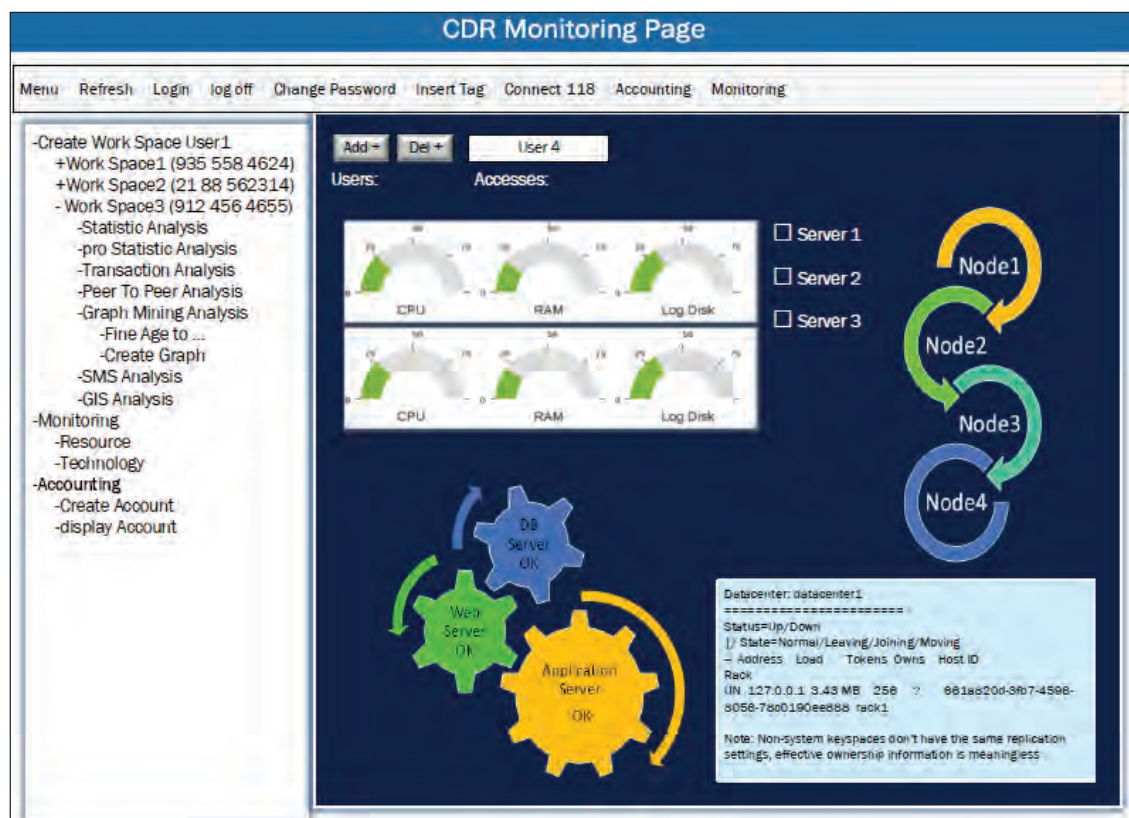 CDR Monitoring Page
Menu Refresh Login log off Change Password Insert Tag Connect 118 Accounting Monitoring
-Create Work Space User1
+Work Space1 (935 558 4624)
+Work Space2 (21 88 562314)
- Work Space3 (912 456 4655)
-Statistic Analysis
-pro Statistic Analysis
-Transaction Analysis
-Peer To Peer Analysis
-Graph Mining Analysis
-Fine Age to ...
-Create Graph
-SMS Analysis
-GIS Analysis
-Monitoring
-Resource
-Technology
-Accounting
-Create Account
-display Account
Add + Del + User 4
Users: Accesses:
CPU RAM Log Disk
CPU RAM Log Disk
Server 1
Server 2
Server 3
Node1
Node2
Node3
Node4
DB
Server
OK
Web
Server
OK
Application
Server
OK
Datacenter: datacenter1
=======================
Status=Up/Down
|/ State=Normal/Leaving/Joining/Moving
-- Address Load Tokens Owns Host ID
Rack
UN 127.0.0.1 3.43 MB 256 ?
rack1
Note: Non-system keyspaces don't have the same replication
settings, effective ownership information is meaningless